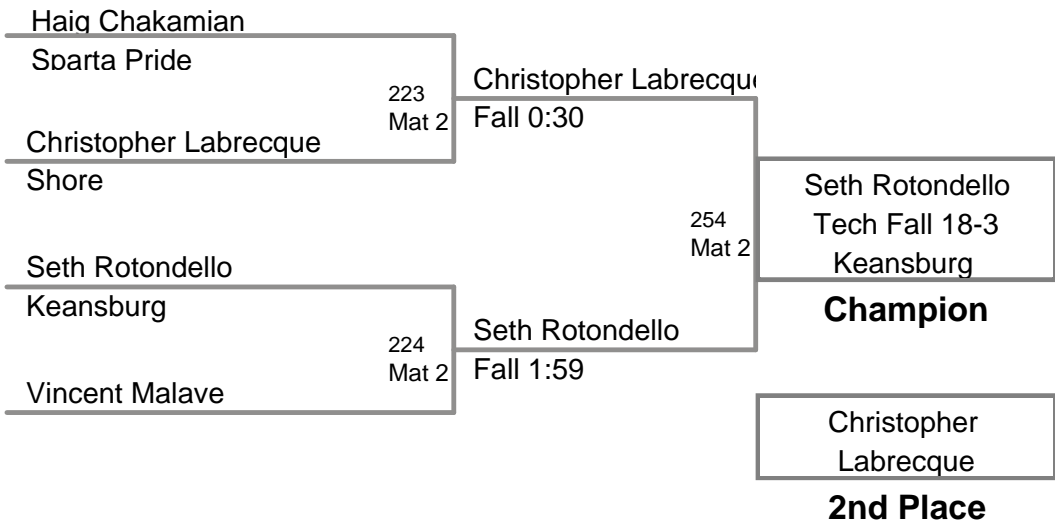 Haig Chakamian
Sparta Pride
223
Mat 2
Christopher Labrecque
Shore
Christopher Labrecqu
Fall 0:30
Seth Rotondello
Keansburg
224
Mat 2
Vincent Malave
Seth Rotondello
Fall 1:59
254
Mat 2
Seth Rotondello
Tech Fall 18-3
Keansburg
Champion
Christopher
Labrecque
2nd Place